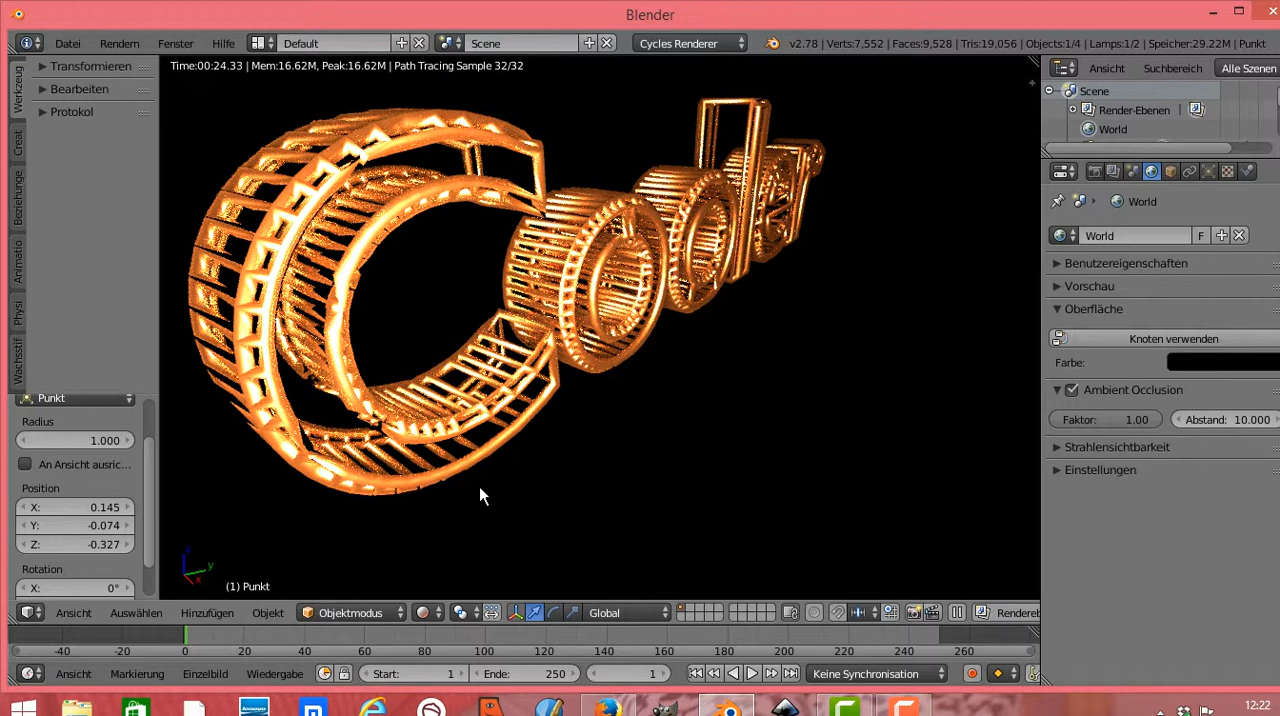 Blender
Datei Rendern Fenster Hilfe Default Scene Cycles Renderer v2.78 | Verts:7,552 | Faces:9,528 | Tris:19,056 | Objects:1/4 | Lamps:1/2 | Speicher:29.22M | Punkt
Time:00:24.33 | Mem:16.62M, Peak:16.62M | Path Tracing Sample 32/32
Transformieren
Bearbeiten
Protokol
Werkzeug
Creat
Beziehunge
Animatio
Physi
Wachsstif
Punkt
Radius
1.000
An Ansicht ausric...
Position
X: 0.145
Y: -0.074
Z: -0.327
Rotation
X: 0°
(1) Punkt
Ansicht Suchbereich Alle Szenen
Scene
Render-Ebenen
World
World
World F
Benutzereigenschaften
Vorschau
Oberfläche
Knoten verwenden
Farbe:
Ambient Occlusion
Faktor: 1.00 Abstand: 10.000
Strahlensichtbarkeit
Einstellungen
z
y
x
Ansicht Auswählen Hinzufügen Objekt Objektmodus Global Rendereb
-40 -20 0 20 40 60 80 100 120 140 160 180 200 220 240 260
Ansicht Markierung Einzelbild Wiedergabe Start: 1 Ende: 250 1 Keine Synchronisation
12:22